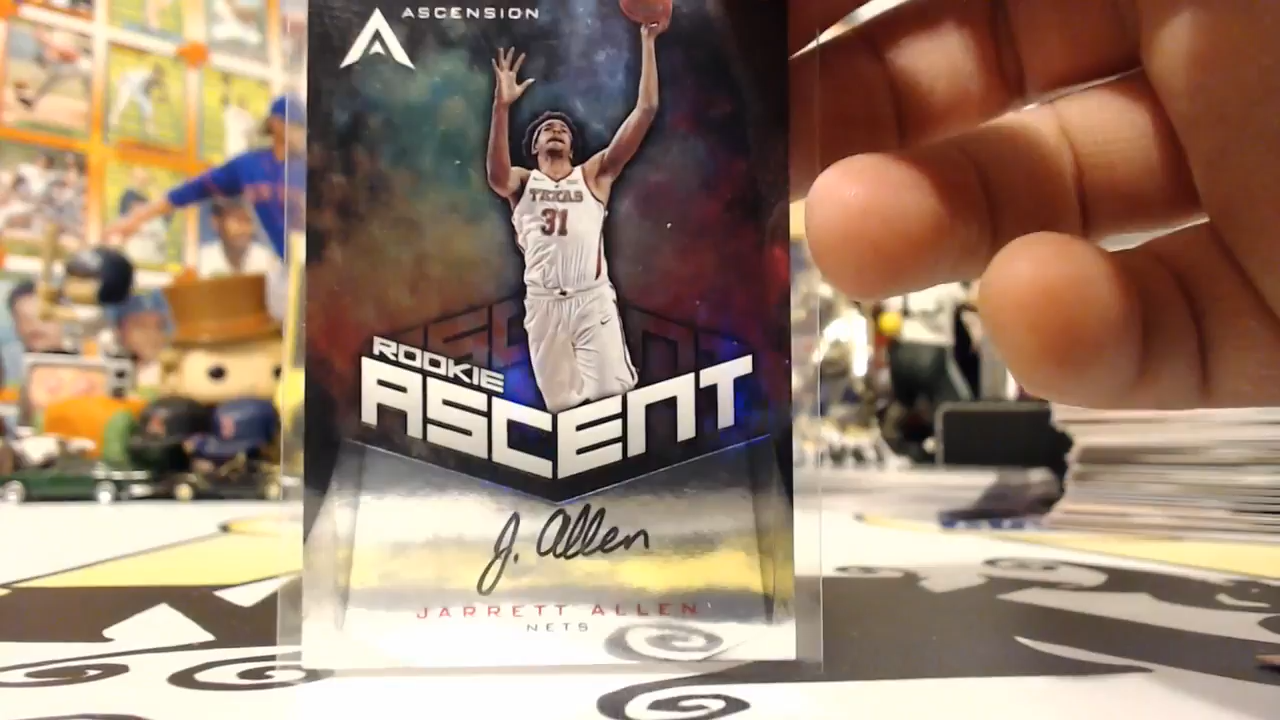 ASCENSION
TEXAS
31
ROOKIE
ASCENT
J. Allen
JARRETT ALLEN
NETS